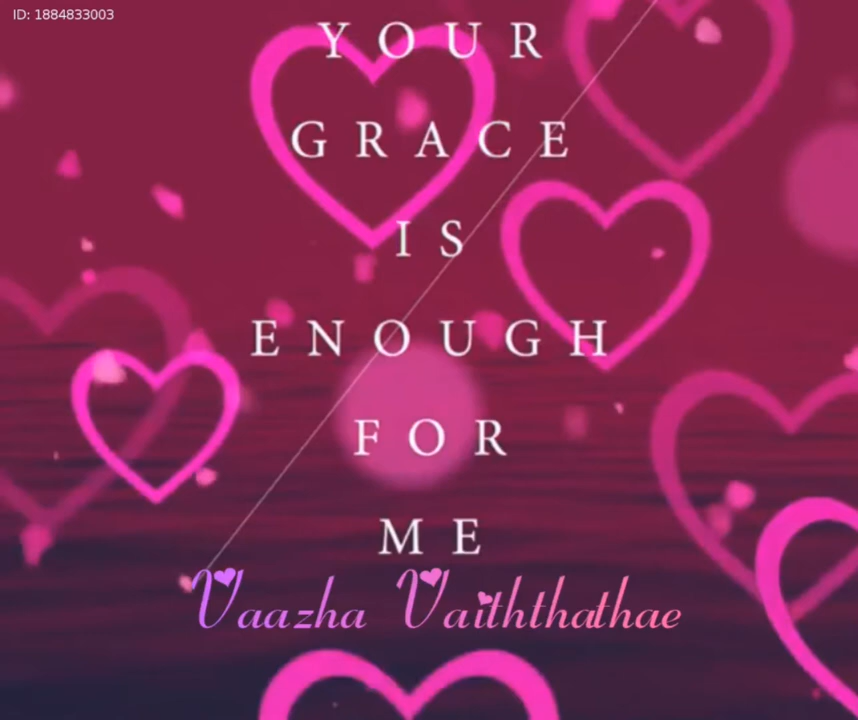 ID: 1884833003
YOUR
GRACE
IS
ENOUGH
FOR
ME
Vaazha Vaiththathae